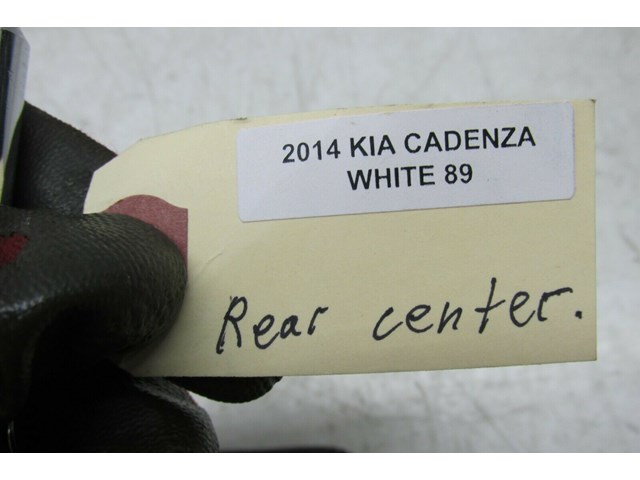 2014 KIA CADENZA
WHITE 89
Rear center.